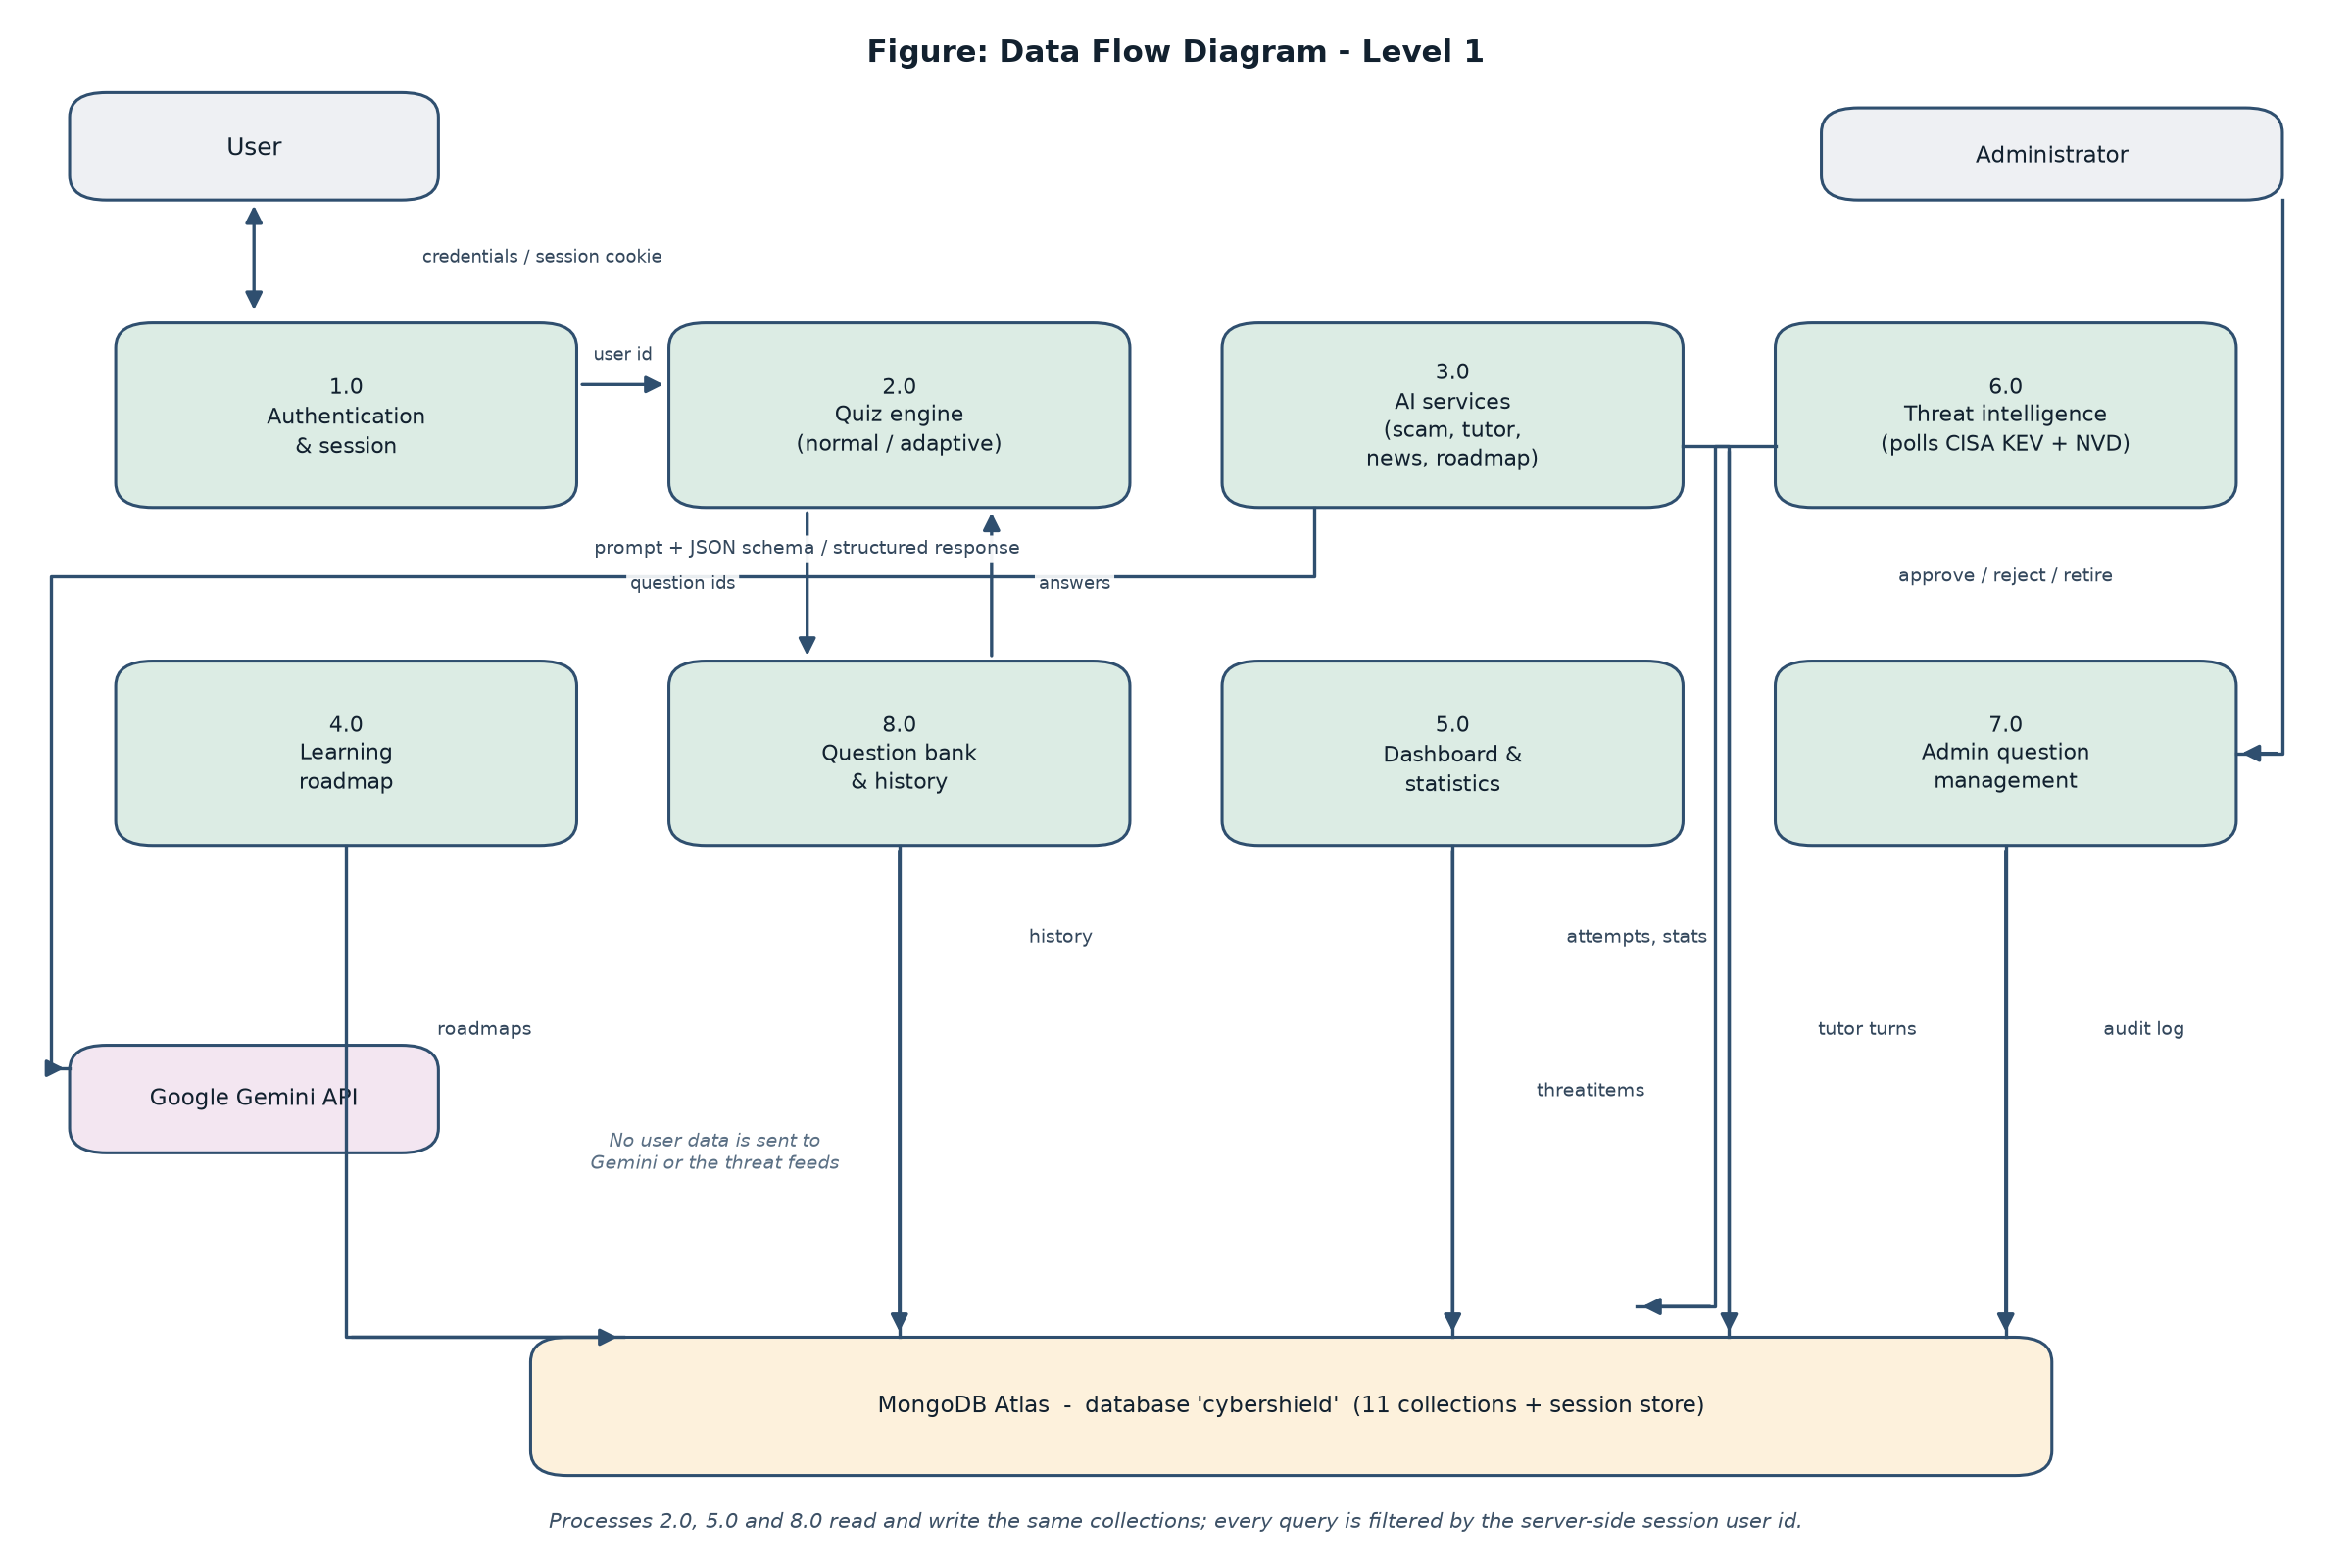 Figure: Data Flow Diagram - Level 1
User
Administrator
credentials / session cookie
1.0
Authentication
& session
user id
2.0
Quiz engine
(normal / adaptive)
3.0
AI services
(scam, tutor,
news, roadmap)
6.0
Threat intelligence
(polls CISA KEV + NVD)
prompt + JSON schema / structured response
question ids
answers
approve / reject / retire
4.0
Learning
roadmap
8.0
Question bank
& history
5.0
Dashboard &
statistics
7.0
Admin question
management
history
attempts, stats
roadmaps
tutor turns
audit log
Google Gemini API
threatitems
No user data is sent to
Gemini or the threat feeds
MongoDB Atlas - database 'cybershield' (11 collections + session store)
Processes 2.0, 5.0 and 8.0 read and write the same collections; every query is filtered by the server-side session user id.